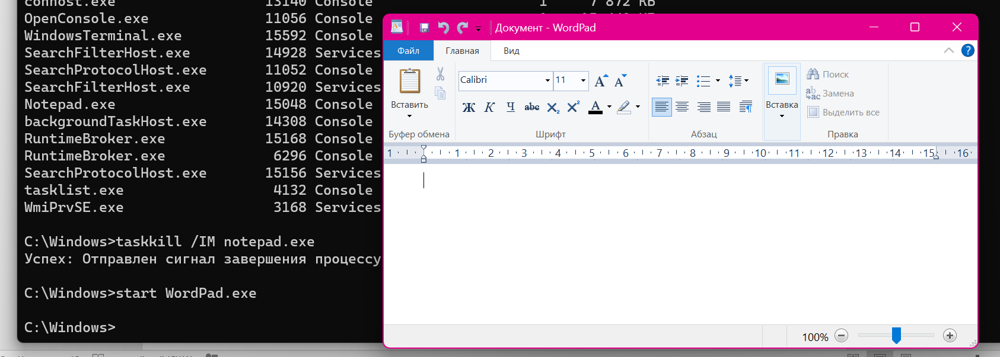 conhost.exe 13140 Console 1 7 872 КБ
OpenConsole.exe 11056 Console
WindowsTerminal.exe 15592 Console
SearchFilterHost.exe 14928 Services
SearchProtocolHost.exe 11052 Console
SearchFilterHost.exe 10920 Services
Notepad.exe 15048 Console
backgroundTaskHost.exe 14308 Console
RuntimeBroker.exe 15168 Console
RuntimeBroker.exe 6296 Console
SearchProtocolHost.exe 15156 Services
tasklist.exe 4132 Console
WmiPrvSE.exe 3168 Services
C:\Windows>taskkill /IM notepad.exe
Успех: Отправлен сигнал завершения процессу
C:\Windows>start WordPad.exe
C:\Windows>
Документ - WordPad
Файл Главная Вид
Calibri 11
Вставить
Ж К Ч abc X₂ X² А
Буфер обмена Шрифт Абзац
Вставка
Поиск
Замена
Выделить все
Правка
1 1 2 3 4 5 6 7 8 9 10 11 12 13 14 15 16
100%